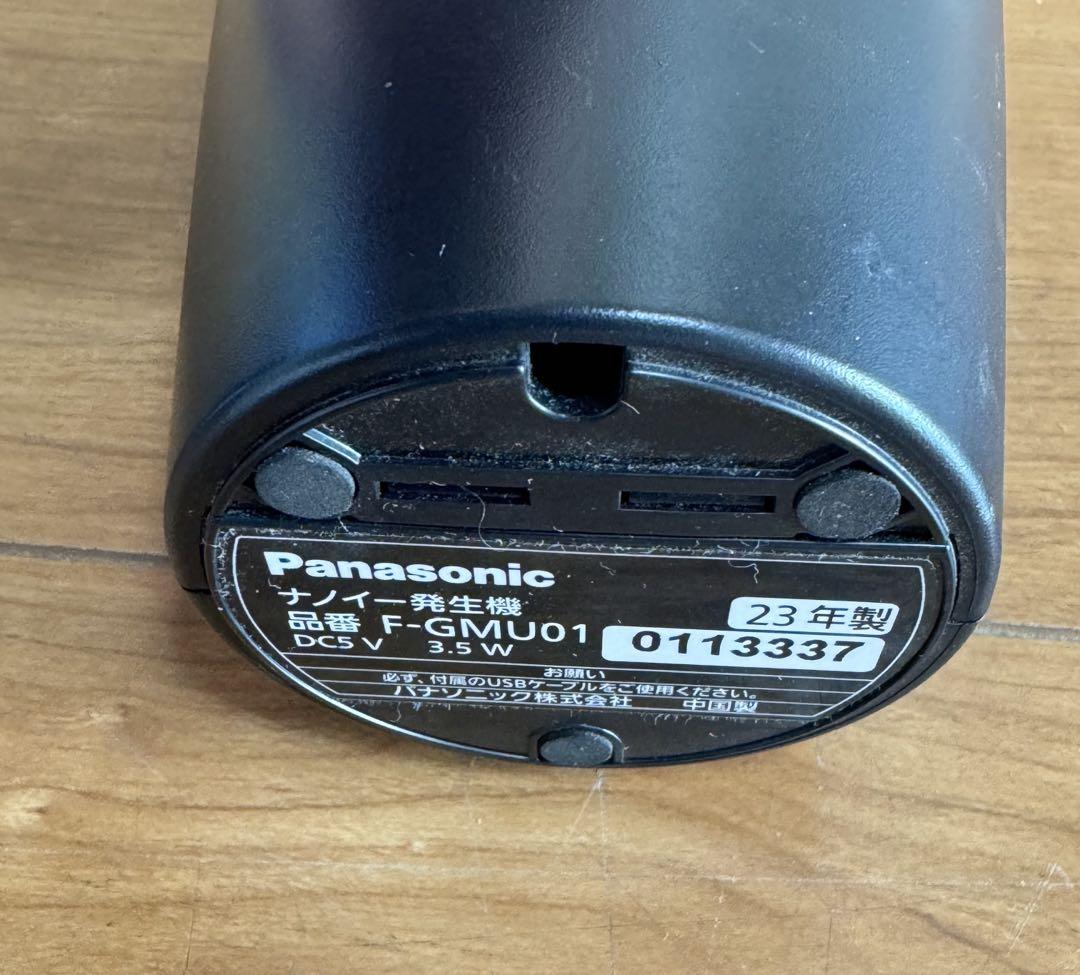 Panasonic
ナノイー発生機
品番 F-GMU01
23年製
DC5V 3.5W
0113337
お願い
必ず、付属のUSBケーブルをご使用ください。
パナソニック株式会社 中国製